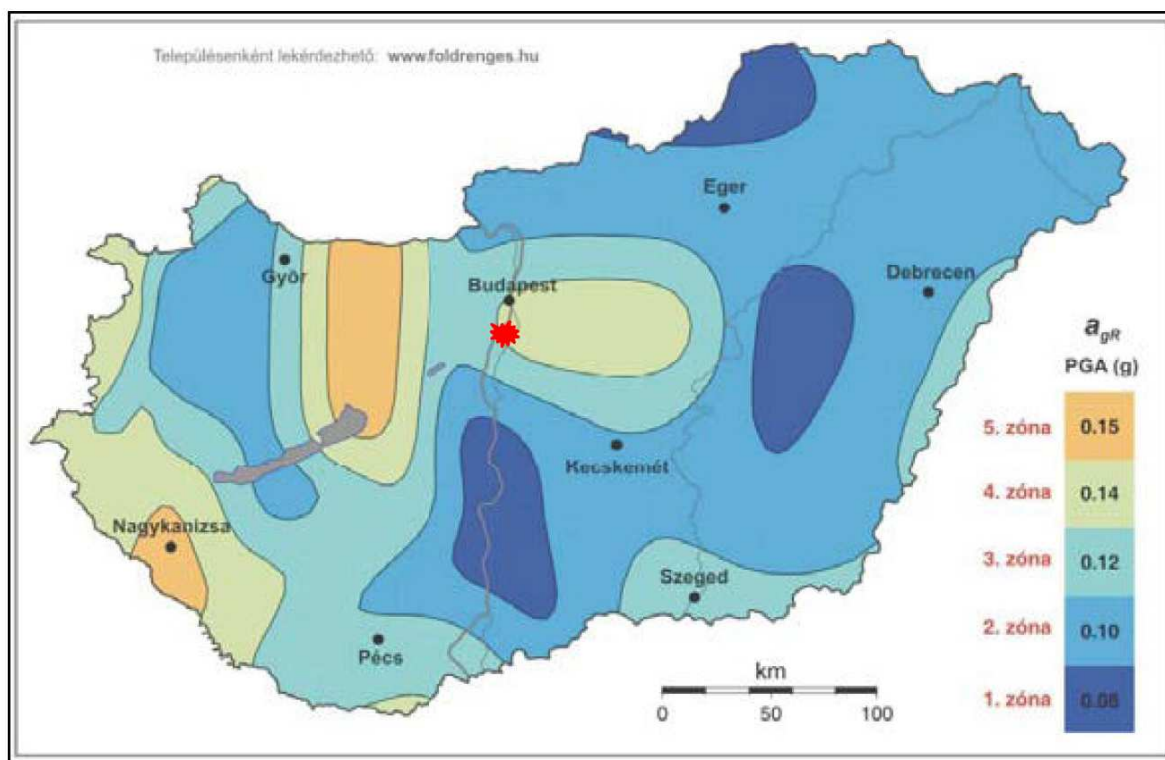 Településenként lekérdezhető: www.foldrenges.hu
Eger
Győr
Budapest
Debrecen
a_gR
PGA (g)
5. zóna 0.15
Kecskemét
4. zóna 0.14
Nagykanizsa
3. zóna 0.12
Szeged
2. zóna 0.10
Pécs
km
1. zóna 0.08
0 50 100